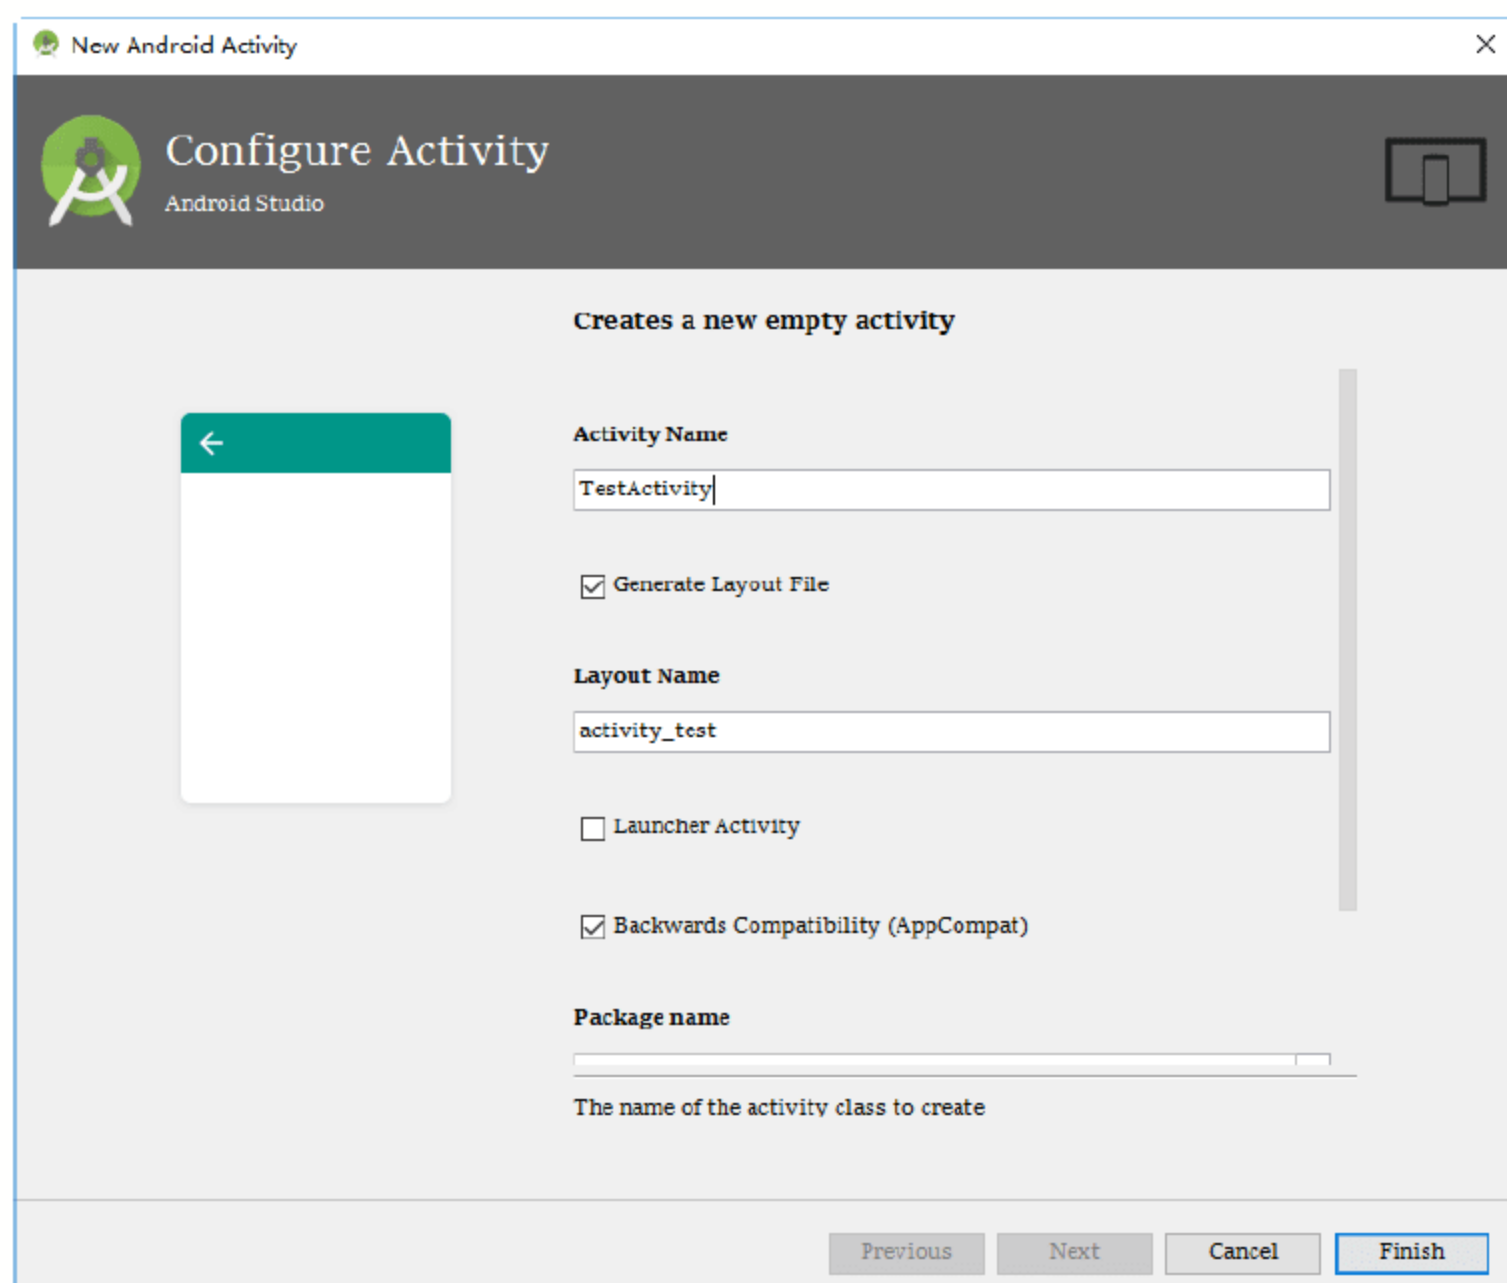 New Android Activity
Configure Activity
Android Studio
Creates a new empty activity
Activity Name
TestActivity
Generate Layout File
Layout Name
activity_test
Launcher Activity
Backwards Compatibility (AppCompat)
Package name
The name of the activity class to create
Previous
Next
Cancel
Finish